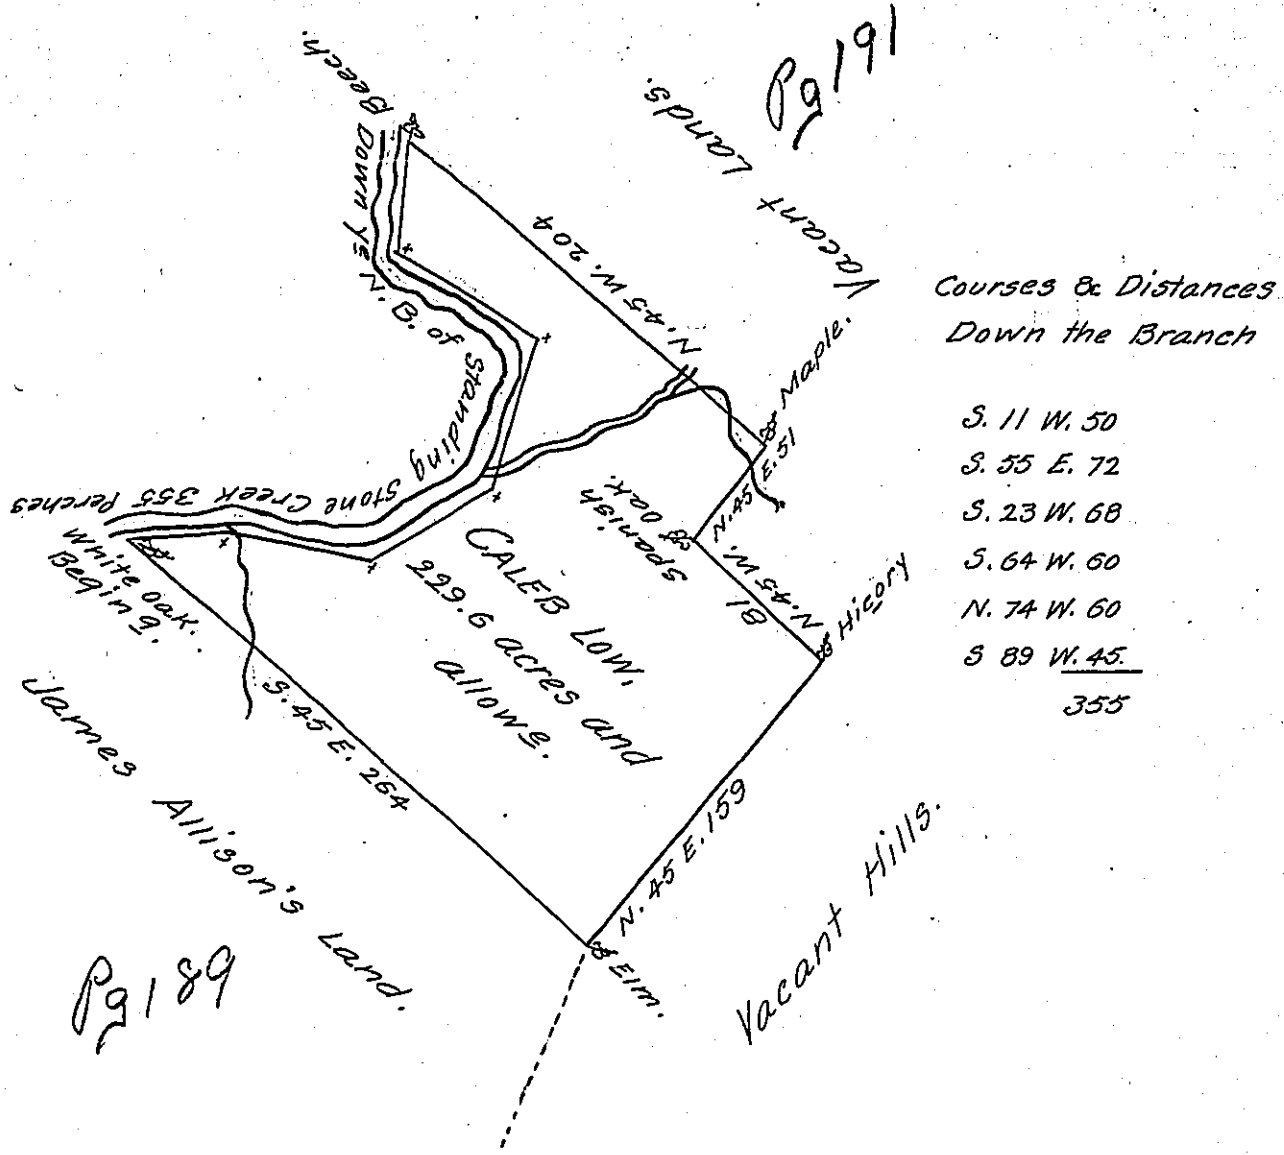 Pg 191
Vacant Lands.
Beech.
Down ye N. B. of Standing Stone Creek 355 Perches
N. 45 W. 204
Maple.
N. 45 E. 51
Spanish
Oak.
N. 45 W.
81
Hicory
N. 45 E. 159
Elm.
S. 45 E. 264
White oak.
Begining.
CALEB LOW,
229.6 acres and
allowe.
James Allison's Land.
Vacant Hills.
Pg 189
Courses & Distances
Down the Branch
S. 11 W. 50
S. 55 E. 72
S. 23 W. 68
S. 64 W. 60
N. 74 W. 60
S 89 W. 45.
355